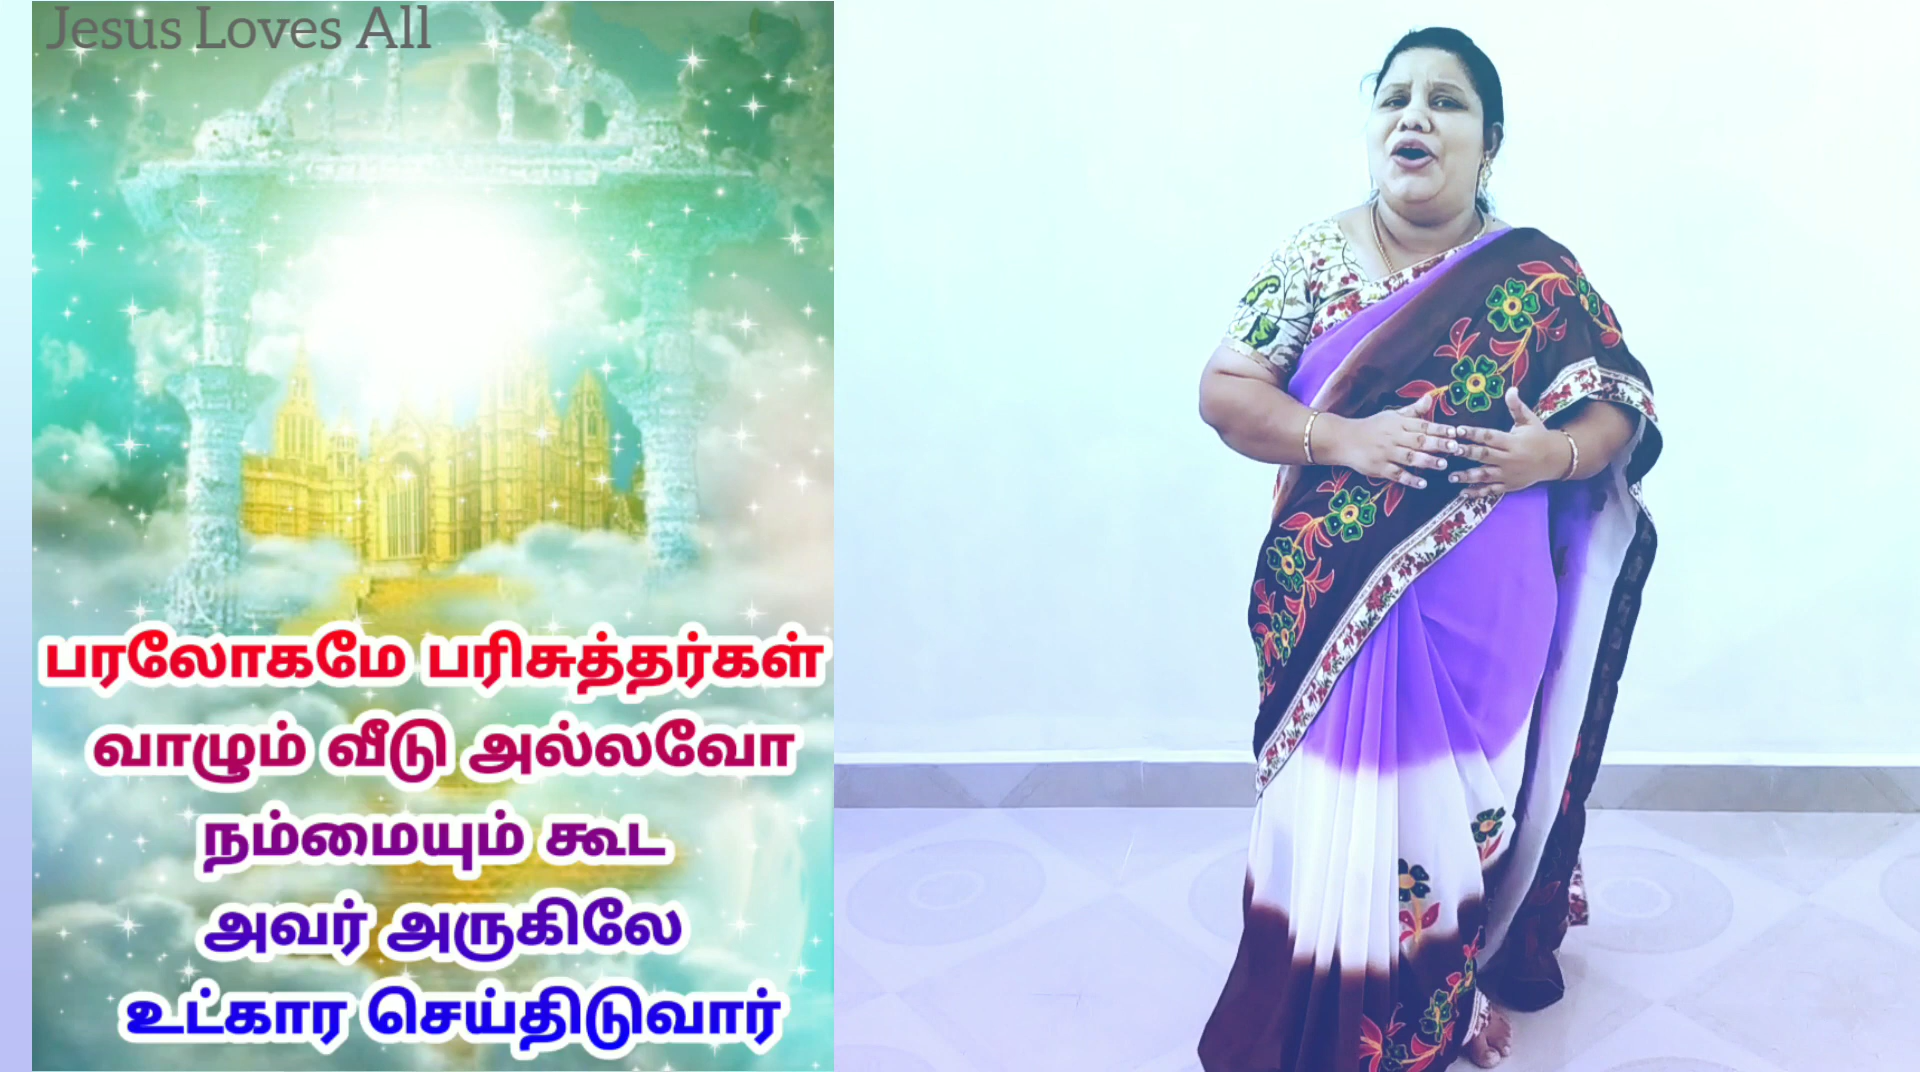 Jesus Loves All
பரலோகமே பரிசுத்தர்கள்
வாழும் வீடு அல்லவோ
நம்மையும் கூட
அவர் அருகிலே
உட்கார செய்திடுவார்